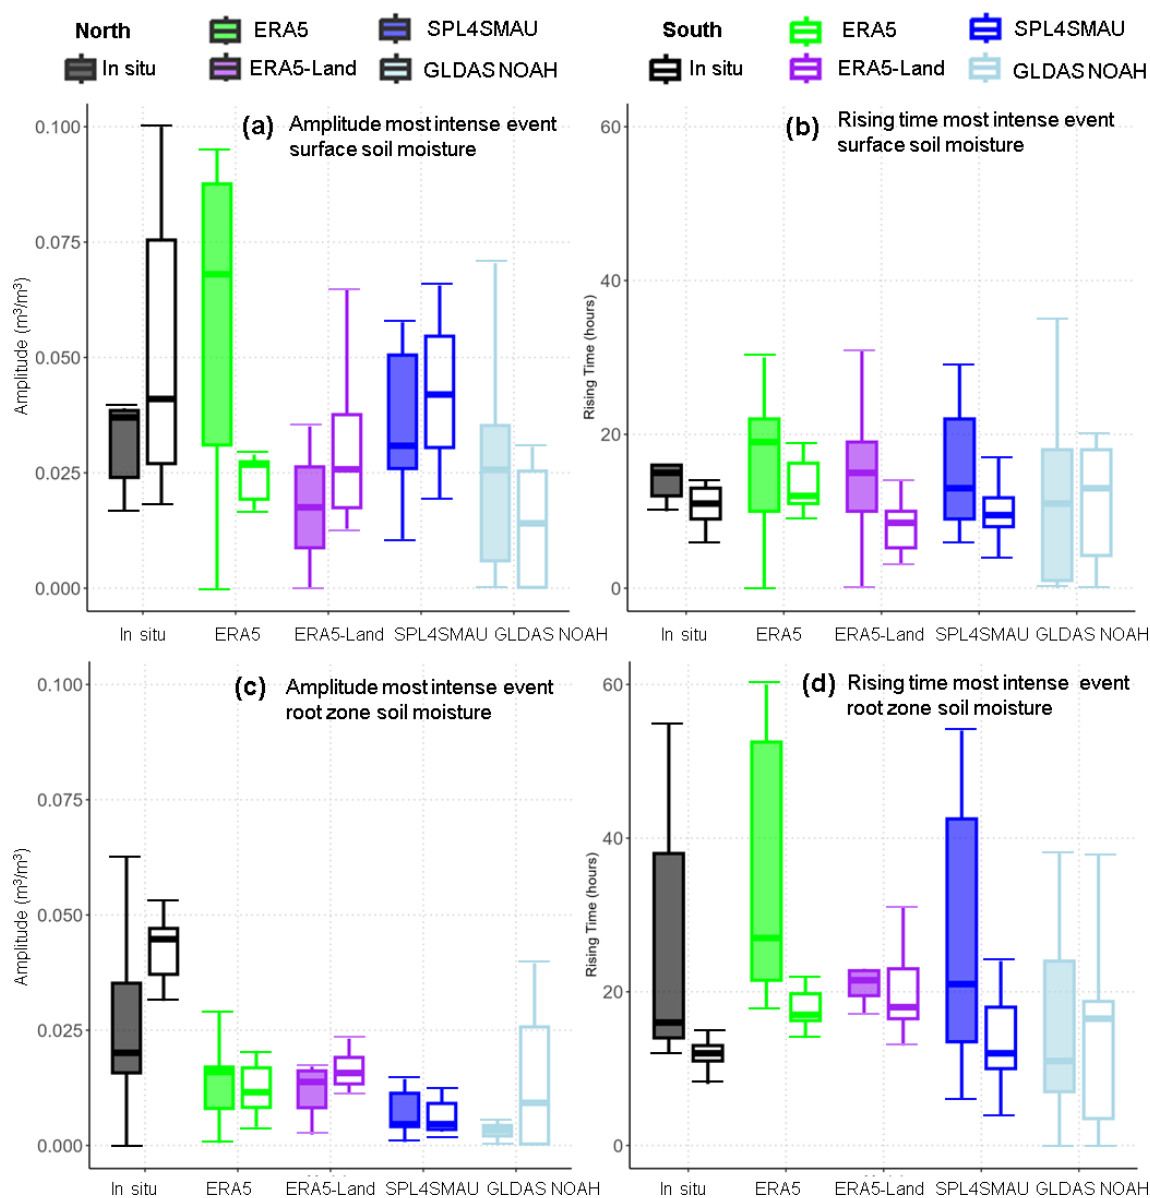 North
ERA5
SPL4SMAU
In situ
ERA5-Land
GLDAS NOAH
South
ERA5
SPL4SMAU
In situ
ERA5-Land
GLDAS NOAH
(a) Amplitude most intense event
surface soil moisture
Amplitude (m³/m³)
0.100
0.075
0.050
0.025
0.000
In situ ERA5 ERA5-Land SPL4SMAU GLDAS NOAH
(b) Rising time most intense event
surface soil moisture
Rising Time (hours)
60
40
20
0
In situ ERA5 ERA5-Land SPL4SMAU GLDAS NOAH
(c) Amplitude most intense event
root zone soil moisture
Amplitude (m³/m³)
0.100
0.075
0.050
0.025
0.000
In situ ERA5 ERA5-Land SPL4SMAU GLDAS NOAH
(d) Rising time most intense event
root zone soil moisture
Rising Time (hours)
60
40
20
0
In situ ERA5 ERA5-Land SPL4SMAU GLDAS NOAH